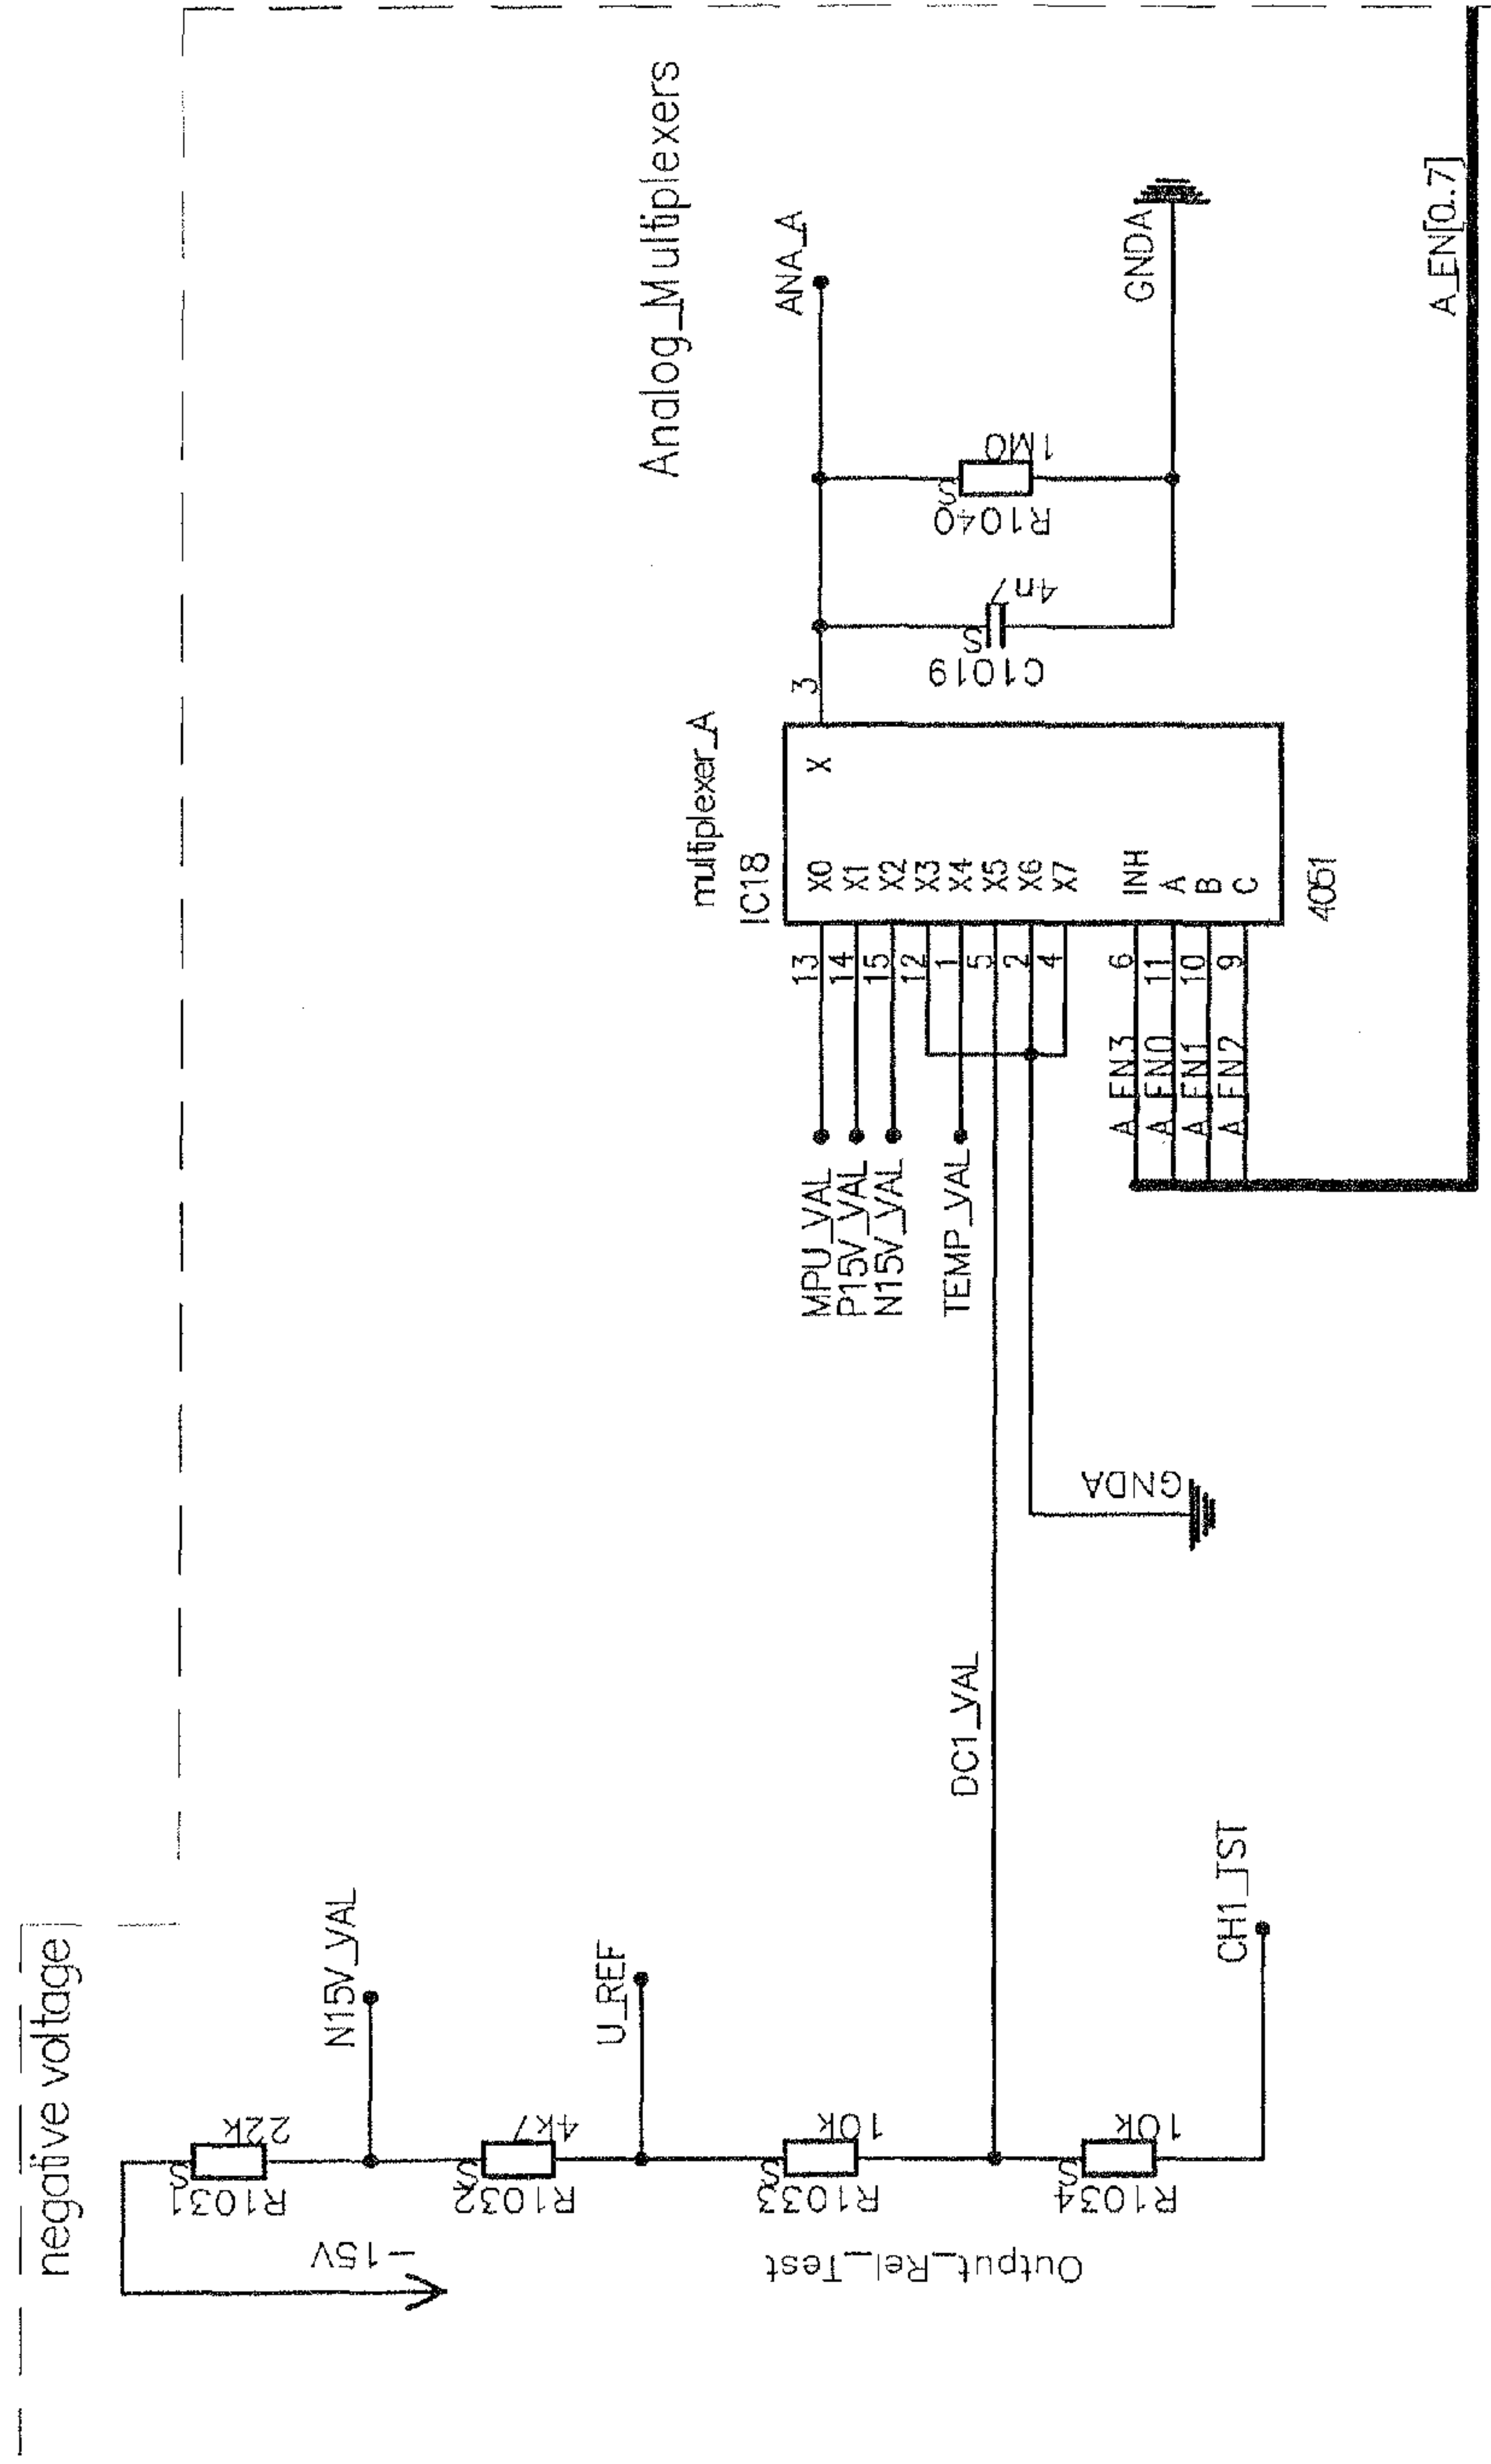 negative voltage
-15V
R1031
S
22k
N15V_VAL
R1032
S
4k7
U_REF
Output_Rel_Test
R1033
S
10k
DC1_VAL
R1034
S
10k
CH1_TST
GNDA
MPU_VAL
P15V_VAL
N15V_VAL
TEMP_VAL
A_EN3
A_EN0
A_EN1
A_EN2
13
14
15
12
1
5
2
4
6
11
10
9
multiplexer_A
IC18
X0
X1
X2
X3
X4
X5
X6
X7
INH
A
B
C
X
4051
3
C1019
S
4n7
R1040
S
1M0
Analog_Multiplexers
ANA_A
GNDA
A_EN[0..7]